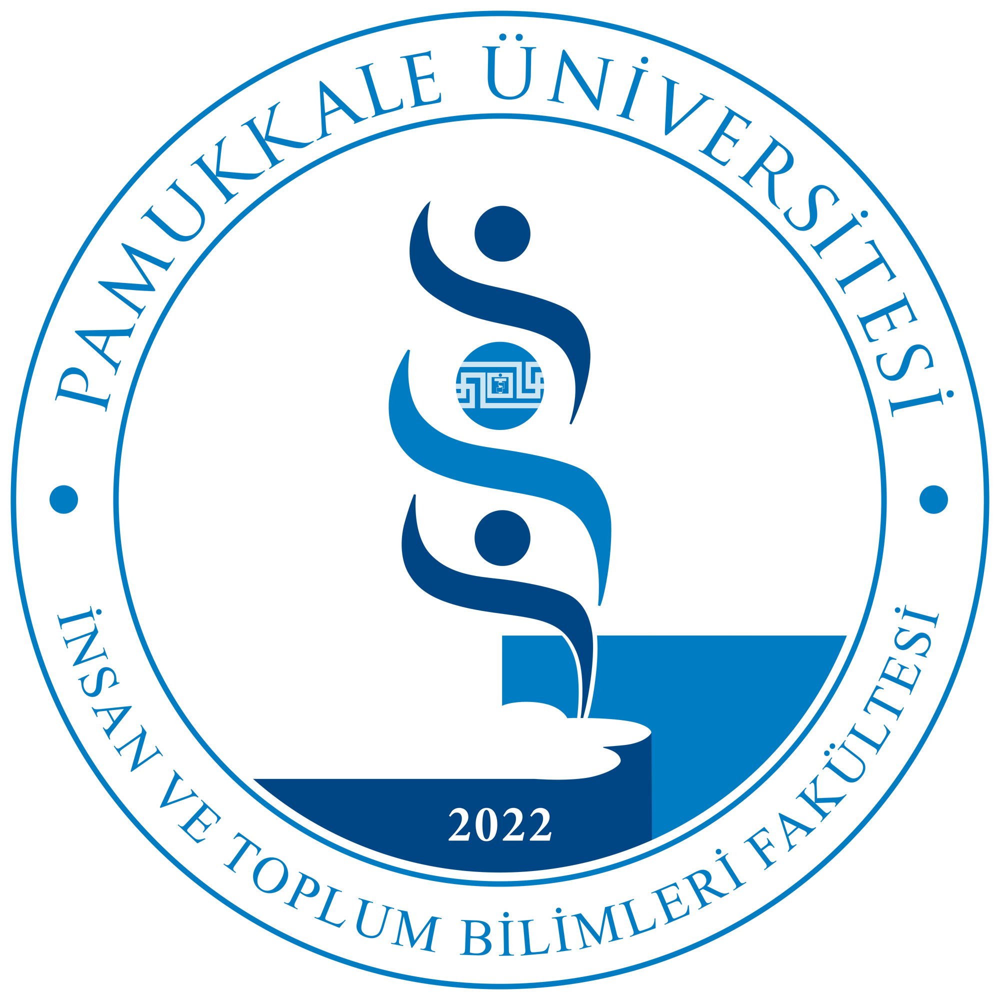 PAMUKKALE ÜNİVERSİTESİ
2022
İNSAN VE TOPLUM BİLİMLERİ FAKÜLTESİ